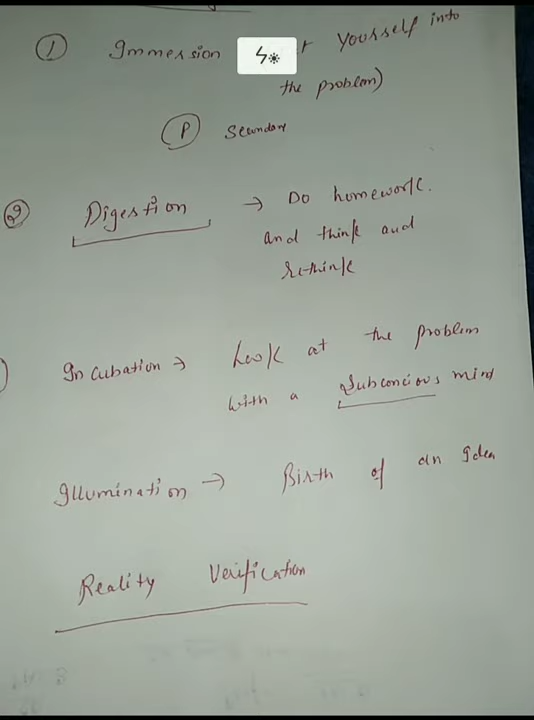 ① Immession r yourself into
the problem)
Ⓟ Secondary
② Digestion → Do homework.
and think and
rethink
) Incubation → Look at the problem
with a Subconcious mind
Illumination → Birth of an Idea
Reality Verification